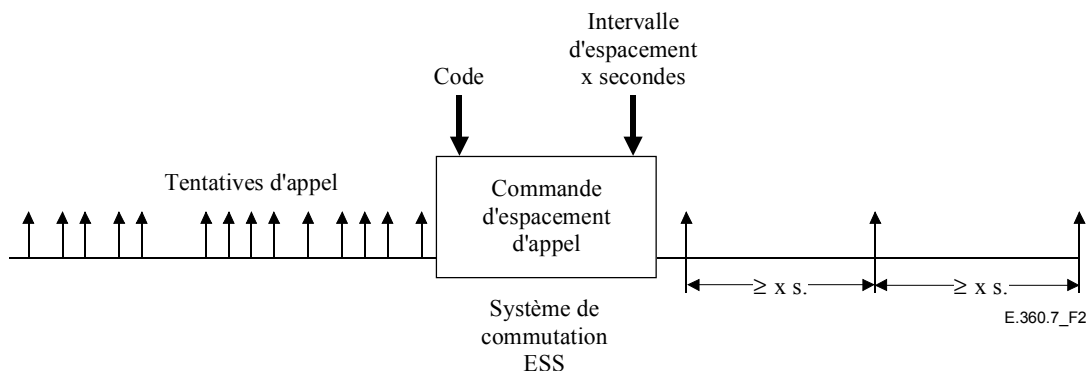 Intervalle
d'espacement
x secondes
Code
Tentatives d'appel
Commande
d'espacement
d'appel
≥ x s.
≥ x s.
Système de
commutation
ESS
E.360.7_F2